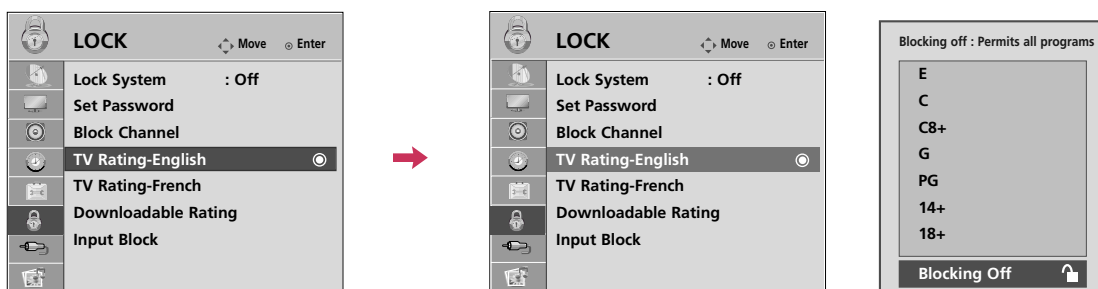 LOCK
Move
Enter
Lock System : Off
Set Password
Block Channel
TV Rating-English
TV Rating-French
Downloadable Rating
Input Block
LOCK
Move
Enter
Lock System : Off
Set Password
Block Channel
TV Rating-English
TV Rating-French
Downloadable Rating
Input Block
Blocking off : Permits all programs
E
C
C8+
G
PG
14+
18+
Blocking Off